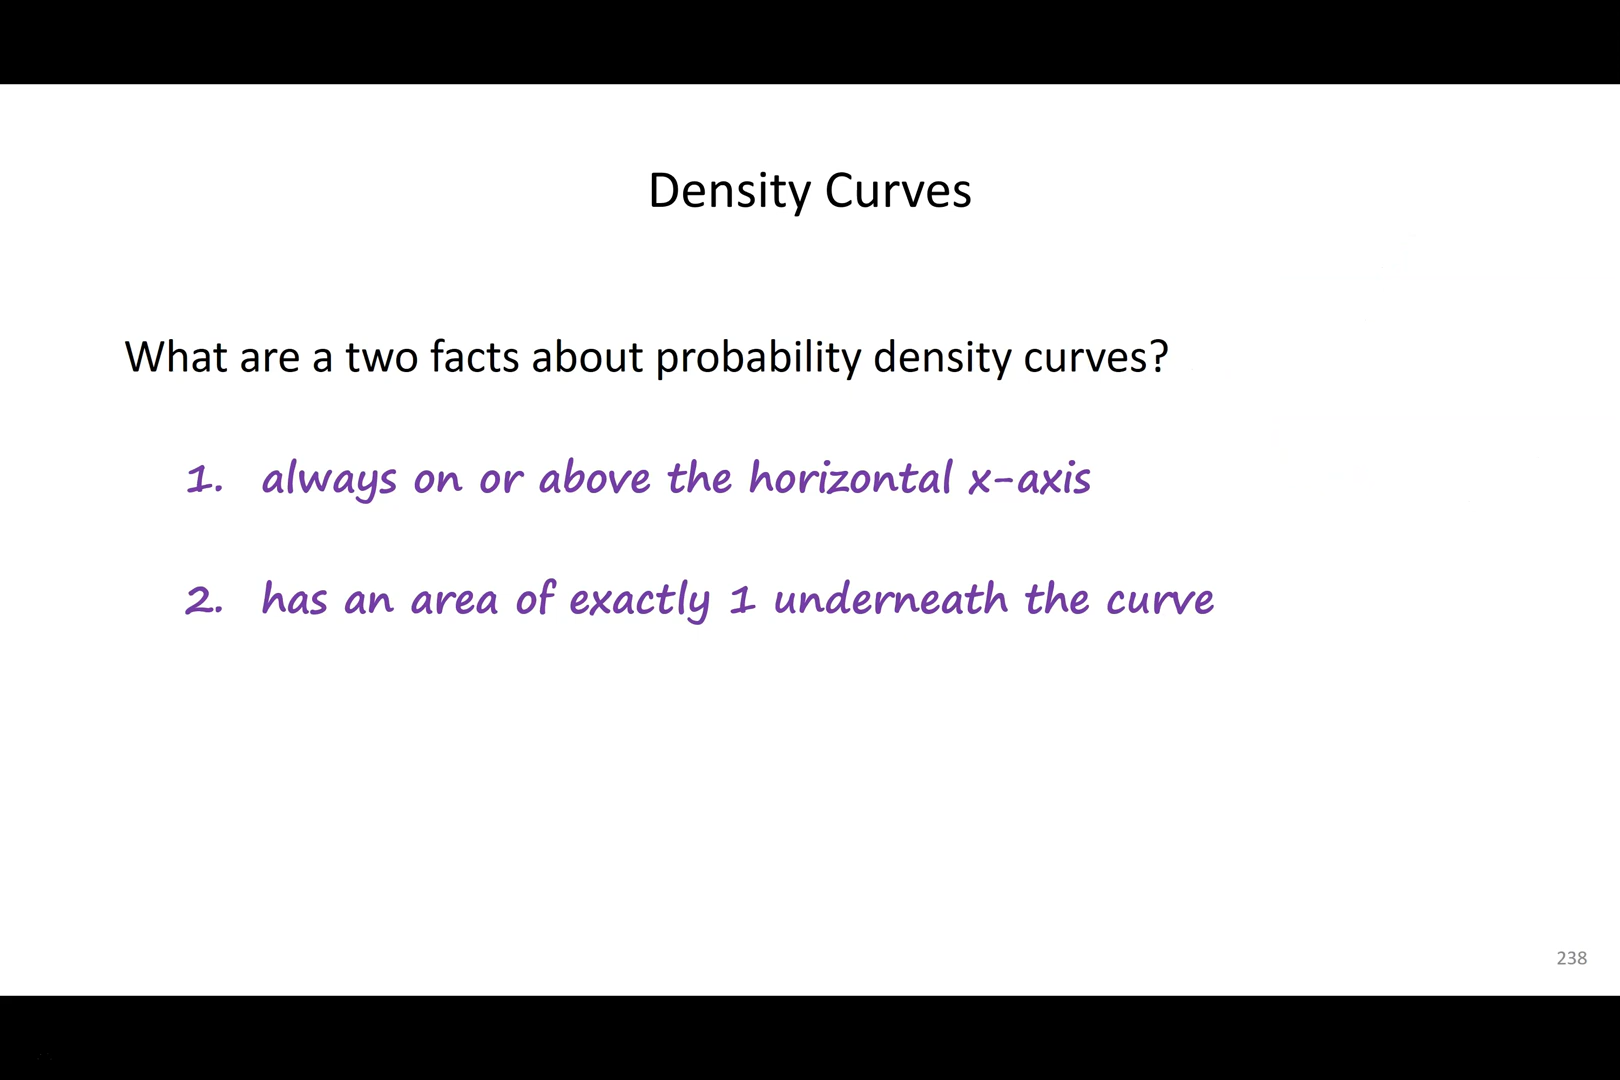 Density Curves
What are a two facts about probability density curves?
1. always on or above the horizontal x-axis
2. has an area of exactly 1 underneath the curve
238